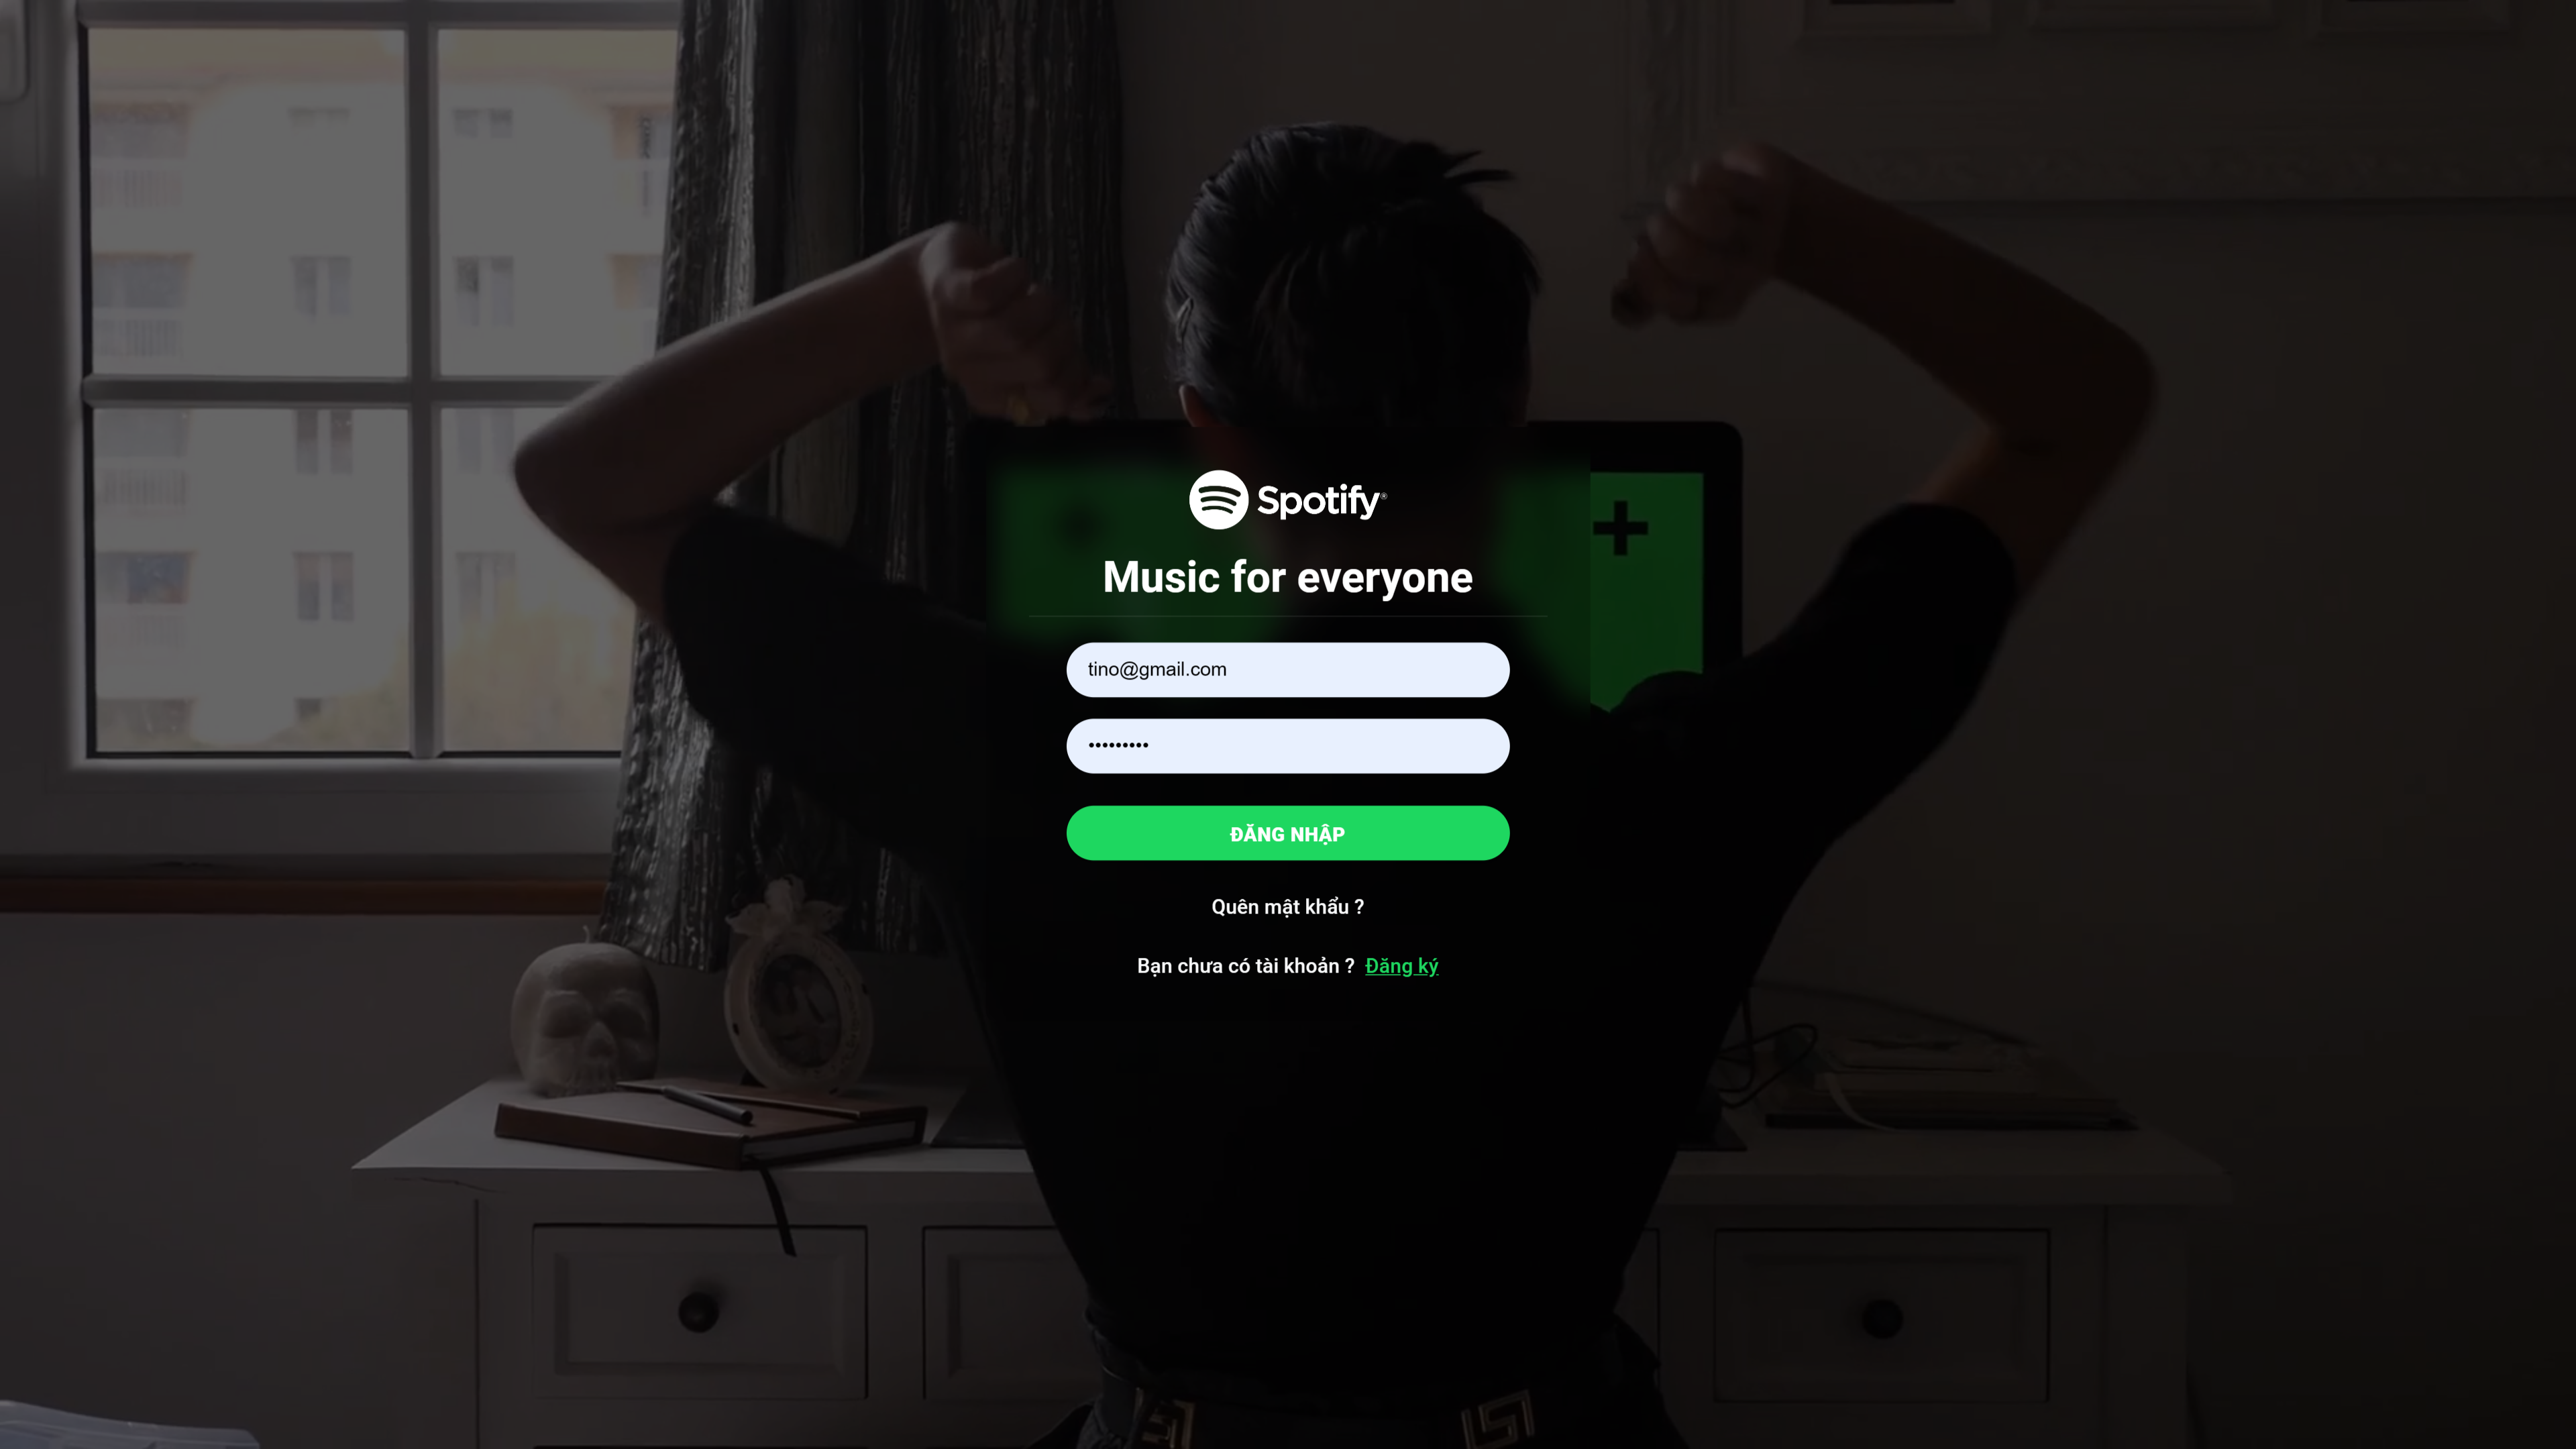 Spotify®
Music for everyone
tino@gmail.com
•••••••••
ĐĂNG NHẬP
Quên mật khẩu ?
Bạn chưa có tài khoản ? Đăng ký